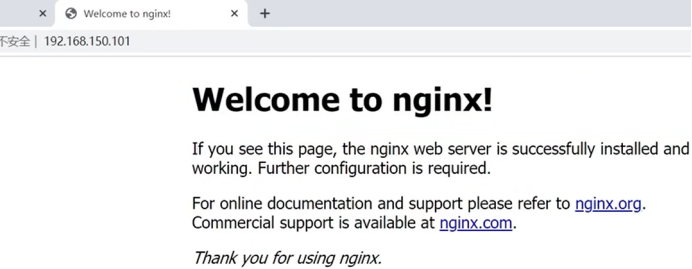 Welcome to nginx!
不安全 | 192.168.150.101
Welcome to nginx!
If you see this page, the nginx web server is successfully installed and
working. Further configuration is required.
For online documentation and support please refer to nginx.org.
Commercial support is available at nginx.com.
Thank you for using nginx.